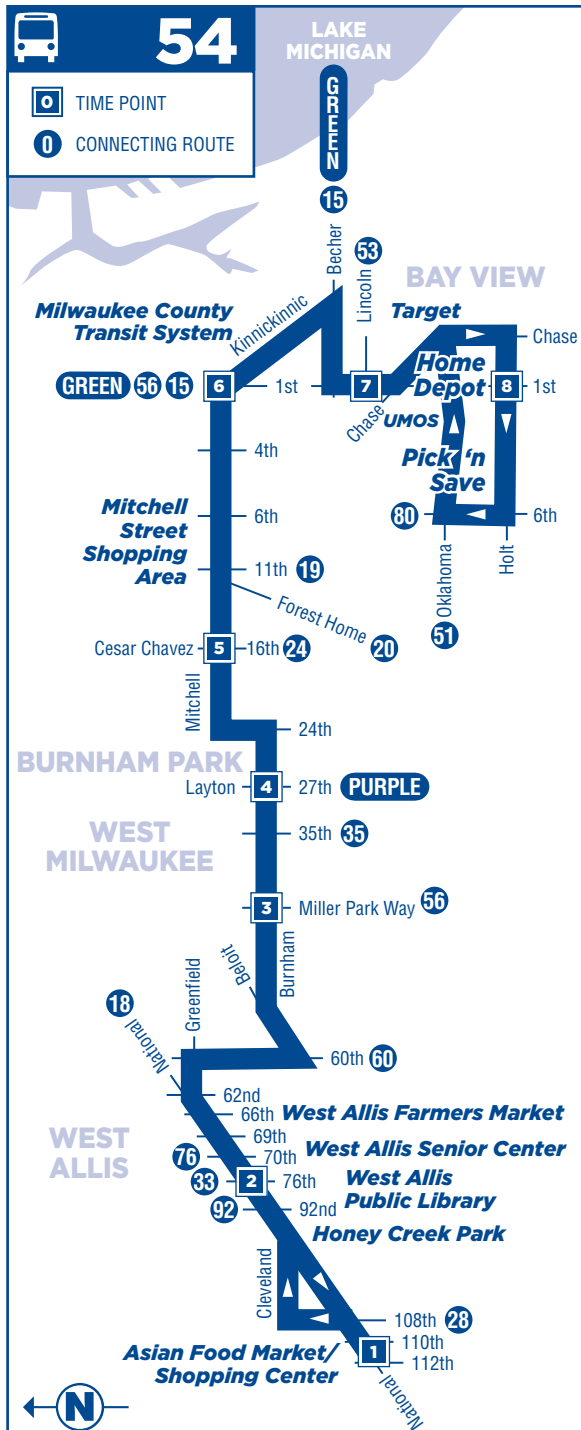 54
0 TIME POINT
0 CONNECTING ROUTE
LAKE
MICHIGAN
GREEN
15
Becher
Lincoln 53
BAY VIEW
Milwaukee County
Transit System
Kinnickinnic
Target
Chase
GREEN 56 15 6 1st
7
Chase
Home
Depot
8 1st
UMOS
4th
Pick ‘n
Save
Mitchell
Street
Shopping
Area
6th
80
6th
Oklahoma
Holt
51
11th 19
Forest Home 20
Cesar Chavez 5 16th 24
Mitchell
24th
BURNHAM PARK
Layton 4 27th PURPLE
WEST
MILWAUKEE
35th 35
3 Miller Park Way 56
Burnham
Beloit
18
National
Greenfield
60th 60
62nd
WEST
ALLIS
66th West Allis Farmers Market
69th
76 70th West Allis Senior Center
33 2 76th West Allis
Public Library
92 92nd
Honey Creek Park
Cleveland
108th 28
110th
1
112th
Asian Food Market/
Shopping Center
National
N